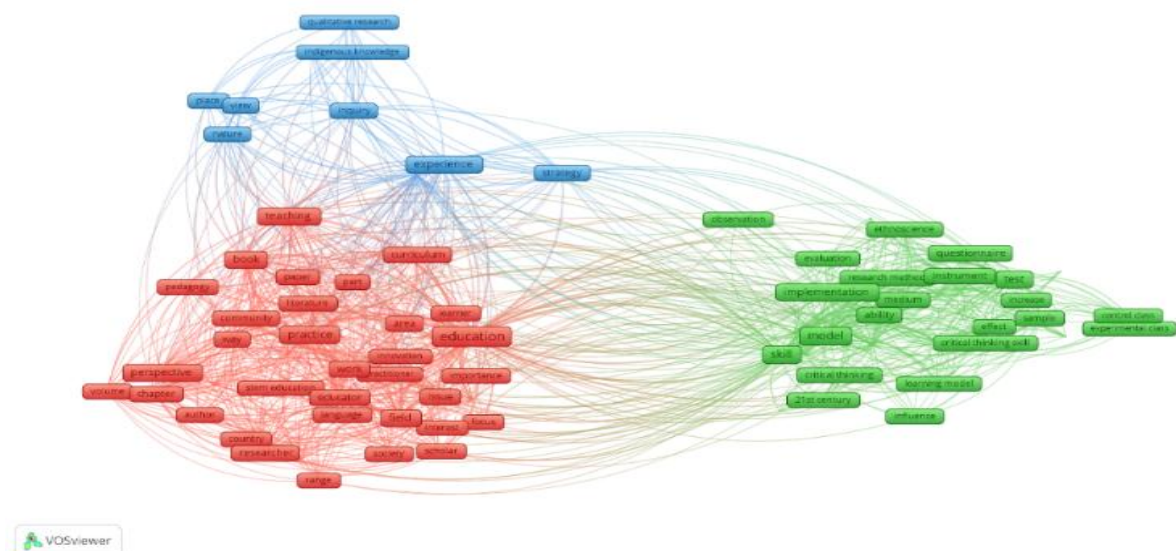 qualitative research
indigenous knowledge
place
view
inquiry
nature
experience
strategy
teaching
observation
ethnoscience
book
curriculum
evaluation
questionnaire
paper
part
research method
instrument
test
pedagogy
literature
implementation
medium
increase
community
area
learner
ability
sample
control class
way
practice
education
model
effect
experimental class
innovation
skill
critical thinking skill
perspective
work
practitioner
importance
critical thinking
learning model
volume
chapter
stem education
educator
issue
21st century
author
language
field
interest
focus
influence
country
researcher
society
scholar
range
VOSviewer